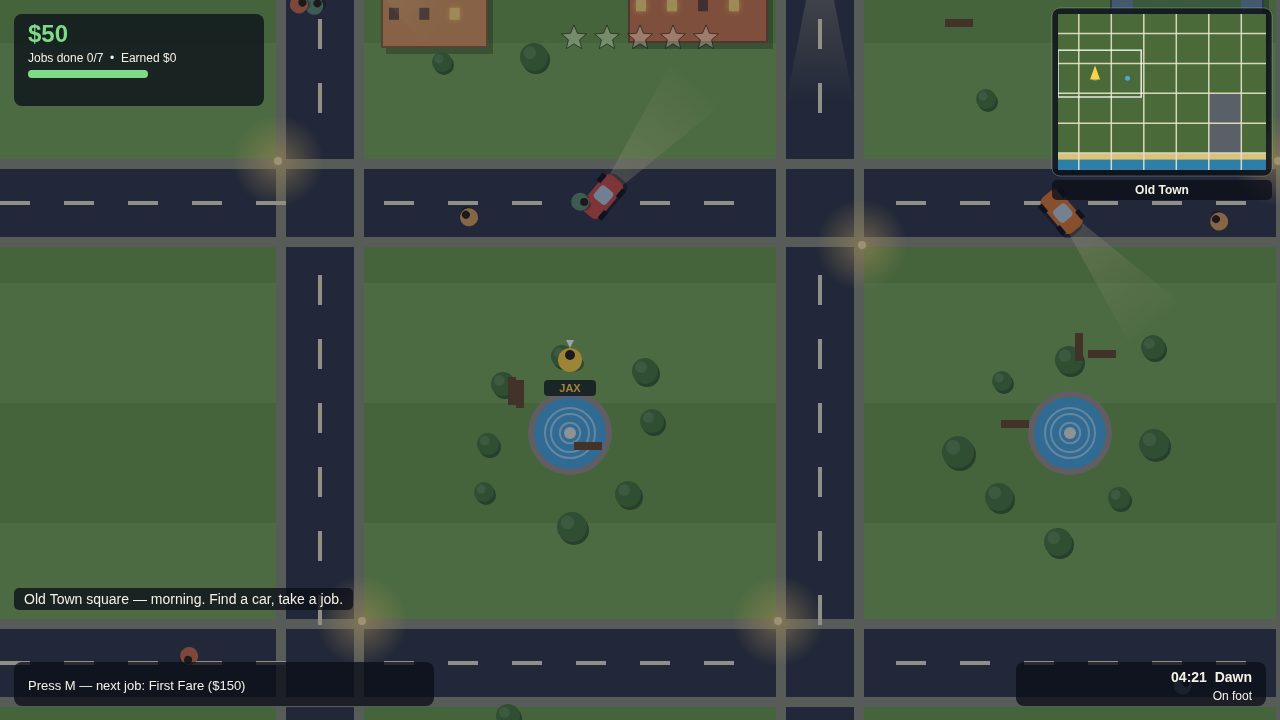 $50
Jobs done 0/7 • Earned $0
Old Town
JAX
Old Town square — morning. Find a car, take a job.
Press M — next job: First Fare ($150)
04:21 Dawn
On foot